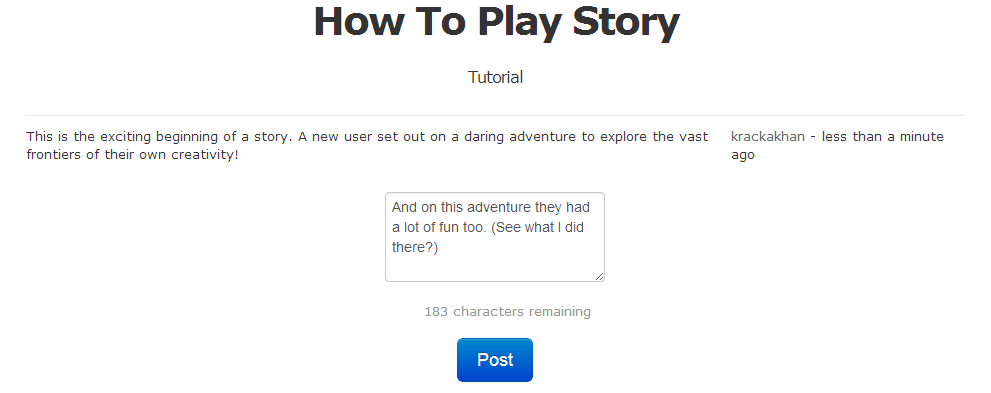 How To Play Story
Tutorial
This is the exciting beginning of a story. A new user set out on a daring adventure to explore the vast
frontiers of their own creativity!
krackakhan - less than a minute
ago
And on this adventure they had
a lot of fun too. (See what I did
there?)
183 characters remaining
Post